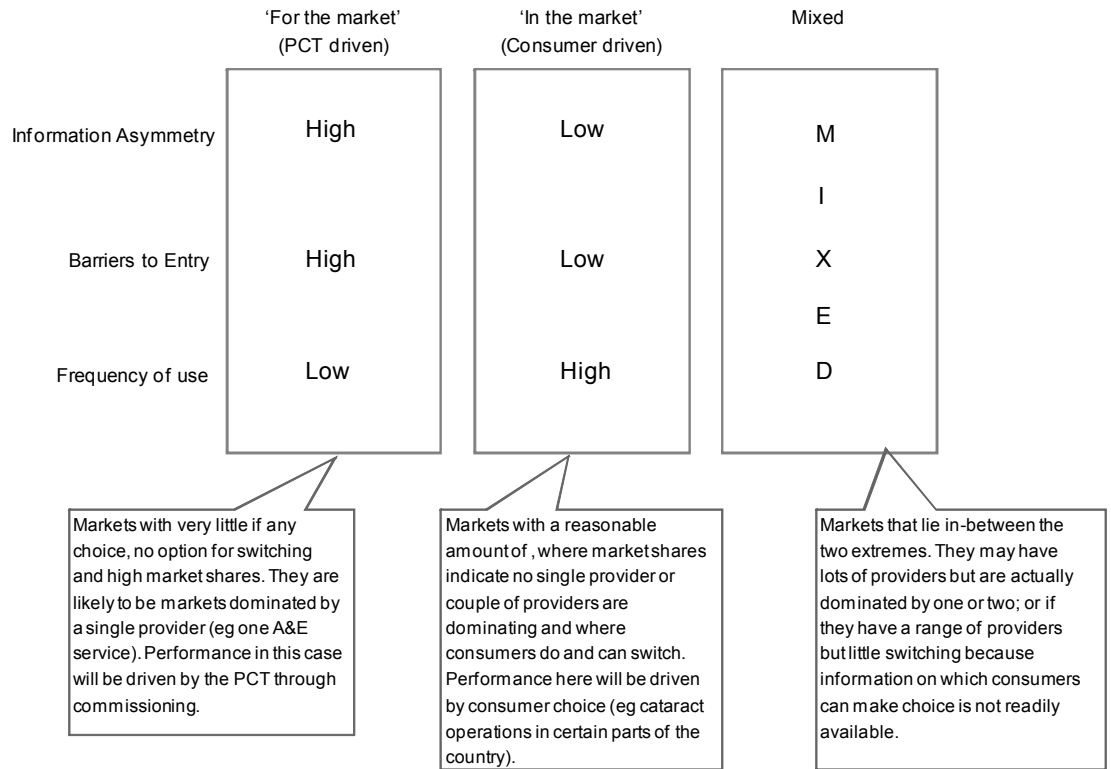 ‘For the market’
(PCT driven)
‘In the market’
(Consumer driven)
Mixed
Information Asymmetry
High
Low
M
I
Barriers to Entry
High
Low
X
E
Frequency of use
Low
High
D
Markets with very little if any
choice, no option for switching
and high market shares. They are
likely to be markets dominated by
a single provider (eg one A&E
service). Performance in this case
will be driven by the PCT through
commissioning.
Markets with a reasonable
amount of , where market shares
indicate no single provider or
couple of providers are
dominating and where
consumers do and can switch.
Performance here will be driven
by consumer choice (eg cataract
operations in certain parts of the
country).
Markets that lie in-between the
two extremes. They may have
lots of providers but are actually
dominated by one or two; or if
they have a range of providers
but little switching because
information on which consumers
can make choice is not readily
available.